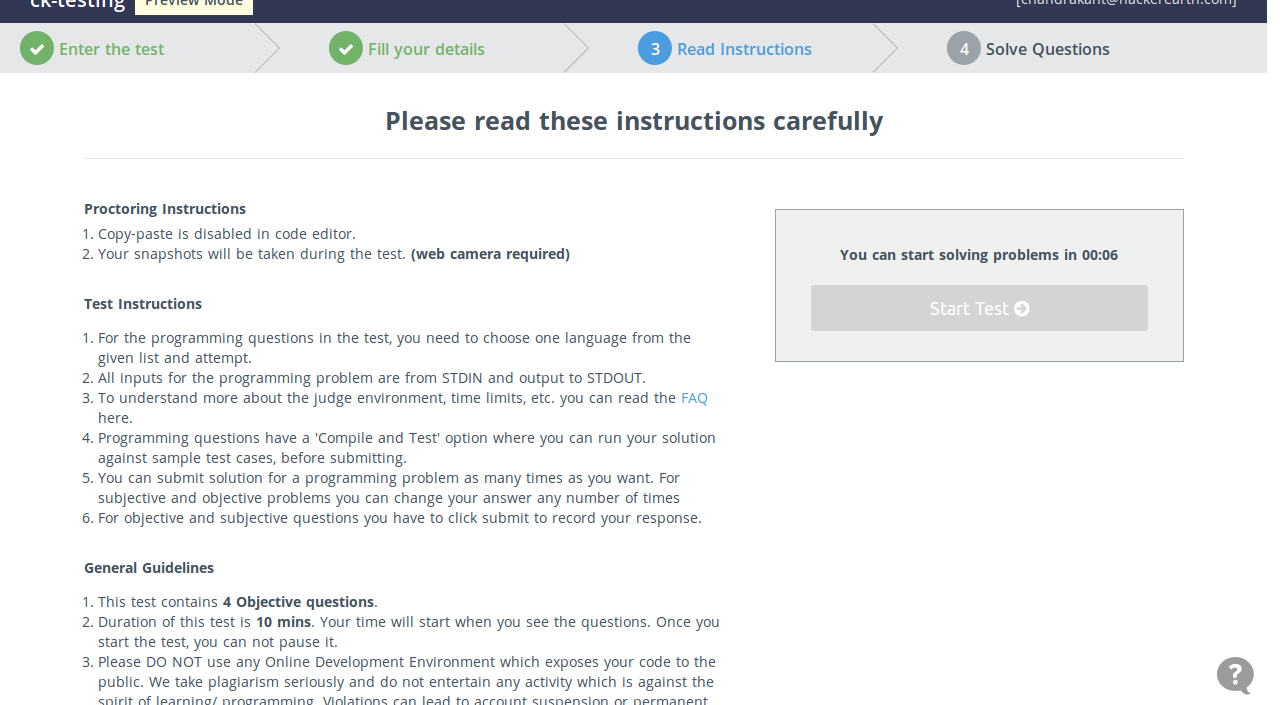 ck-testing Preview Mode [chandrakant@hackerearth.com]
Enter the test Fill your details 3 Read Instructions 4 Solve Questions
Please read these instructions carefully
Proctoring Instructions
1. Copy-paste is disabled in code editor.
2. Your snapshots will be taken during the test. (web camera required)
You can start solving problems in 00:06
Start Test
Test Instructions
1. For the programming questions in the test, you need to choose one language from the
given list and attempt.
2. All inputs for the programming problem are from STDIN and output to STDOUT.
3. To understand more about the judge environment, time limits, etc. you can read the FAQ
here.
4. Programming questions have a 'Compile and Test' option where you can run your solution
against sample test cases, before submitting.
5. You can submit solution for a programming problem as many times as you want. For
subjective and objective problems you can change your answer any number of times
6. For objective and subjective questions you have to click submit to record your response.
General Guidelines
1. This test contains 4 Objective questions.
2. Duration of this test is 10 mins. Your time will start when you see the questions. Once you
start the test, you can not pause it.
3. Please DO NOT use any Online Development Environment which exposes your code to the
public. We take plagiarism seriously and do not entertain any activity which is against the
spirit of learning/ programming. Violations can lead to account suspension or permanent
?